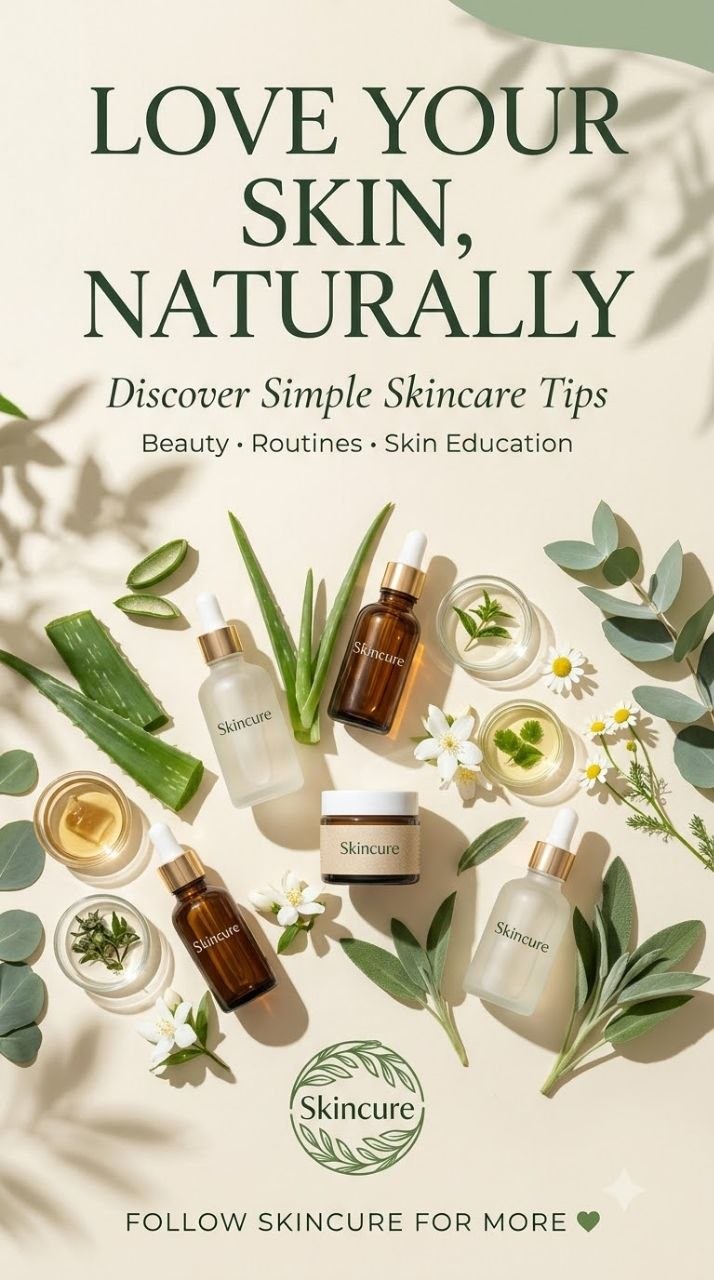 LOVE YOUR
SKIN,
NATURALLY
Discover Simple Skincare Tips
Beauty • Routines • Skin Education
Skincure
Skincure
Skincure
Skincure
Skincure
Skincure
FOLLOW SKINCURE FOR MORE 💚